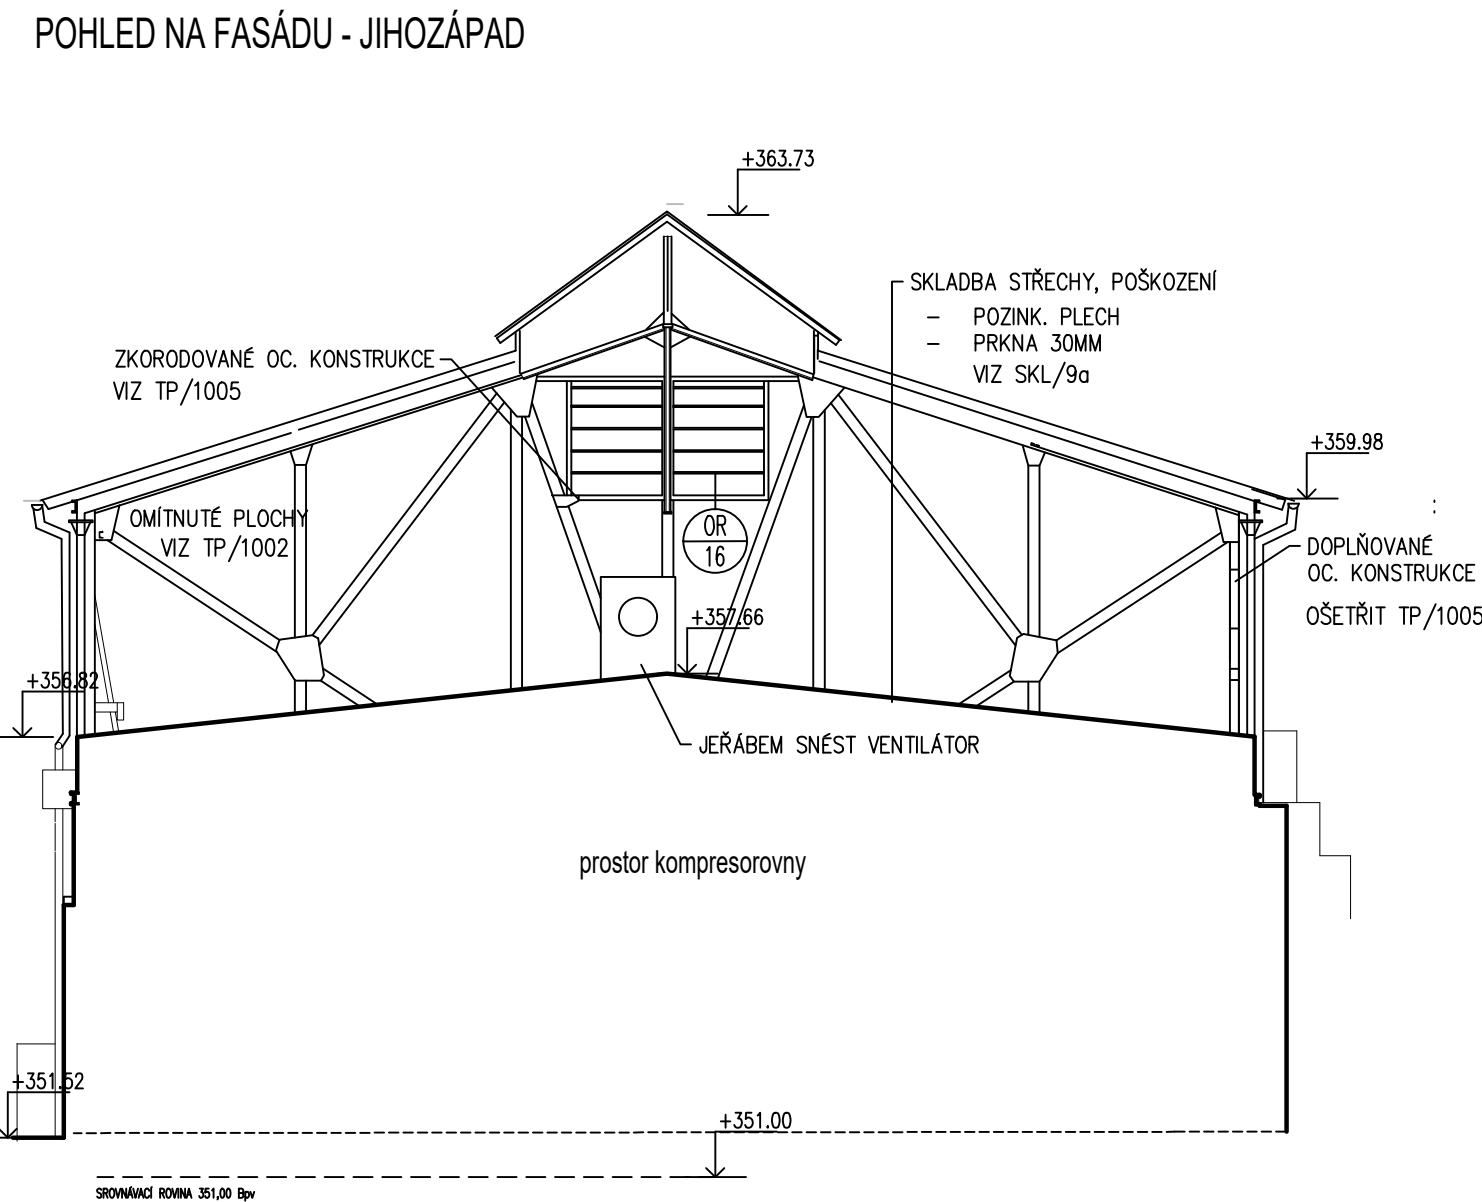 POHLED NA FASÁDU - JIHOZÁPAD
+363.73
SKLADBA STŘECHY, POŠKOZENÍ
- POZINK. PLECH
- PRKNA 30MM
VIZ SKL/9a
ZKORODOVANÉ OC. KONSTRUKCE
VIZ TP/1005
+359.98
OMÍTNUTÉ PLOCHY
VIZ TP/1002
OR
16
:
DOPLŇOVANÉ
OC. KONSTRUKCE
OŠETŘIT TP/1005
+357.66
+356.82
JEŘÁBEM SNÉST VENTILÁTOR
prostor kompresorovny
+351.52
+351.00
SROVNÁVACÍ ROVINA 351,00 Bpv